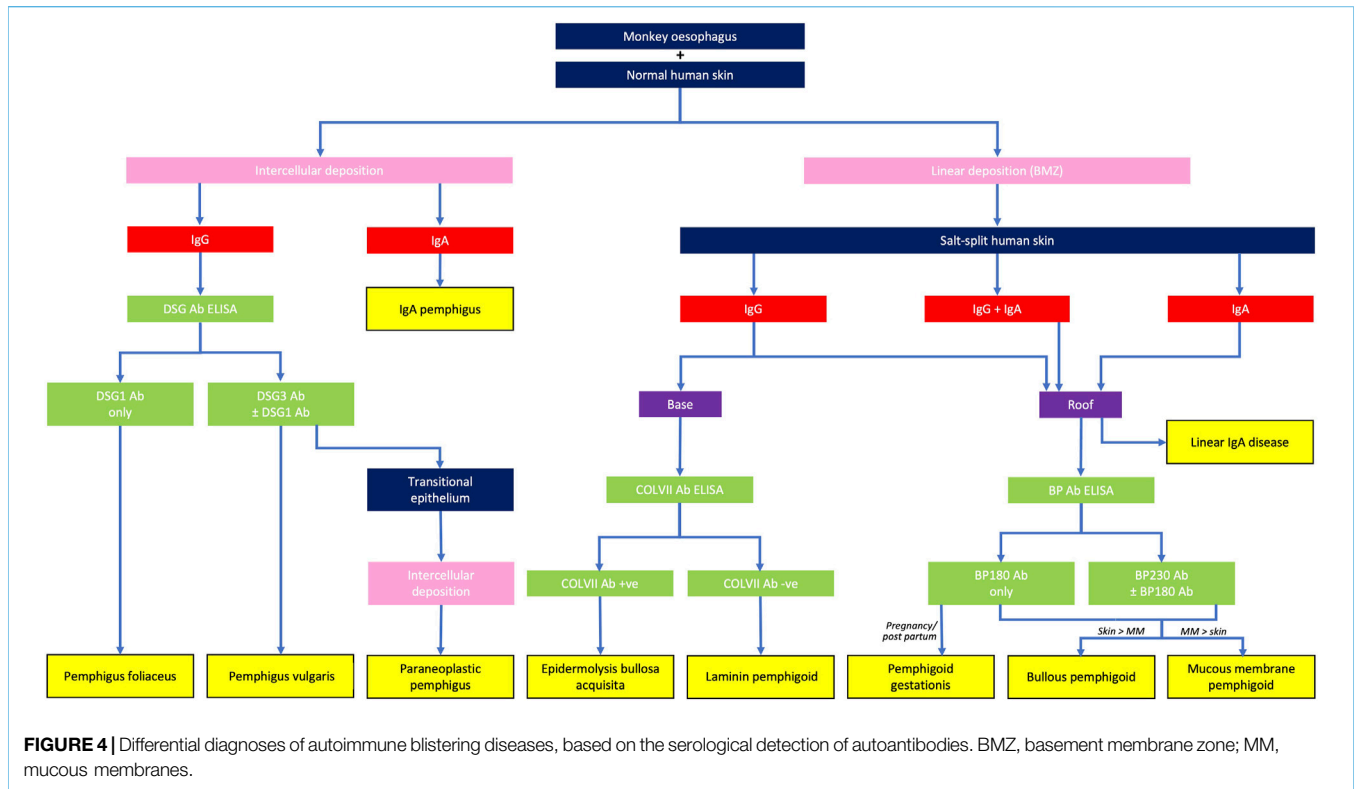 Monkey oesophagus
+
Normal human skin
Intercellular deposition
Linear deposition (BMZ)
IgG
IgA
Salt-split human skin
DSG Ab ELISA
IgA pemphigus
IgG
IgG + IgA
IgA
DSG1 Ab
only
DSG3 Ab
± DSG1 Ab
Base
Roof
Linear IgA disease
Transitional
epithelium
COLVII Ab ELISA
BP Ab ELISA
Intercellular
deposition
COLVII Ab +ve
COLVII Ab -ve
BP180 Ab
only
BP230 Ab
± BP180 Ab
Pregnancy/
post partum
Skin > MM
MM > skin
Pemphigus foliaceus
Pemphigus vulgaris
Paraneoplastic
pemphigus
Epidermolysis bullosa
acquisita
Laminin pemphigoid
Pemphigoid
gestationis
Bullous pemphigoid
Mucous membrane
pemphigoid
FIGURE 4 | Differential diagnoses of autoimmune blistering diseases, based on the serological detection of autoantibodies. BMZ, basement membrane zone; MM,
mucous membranes.